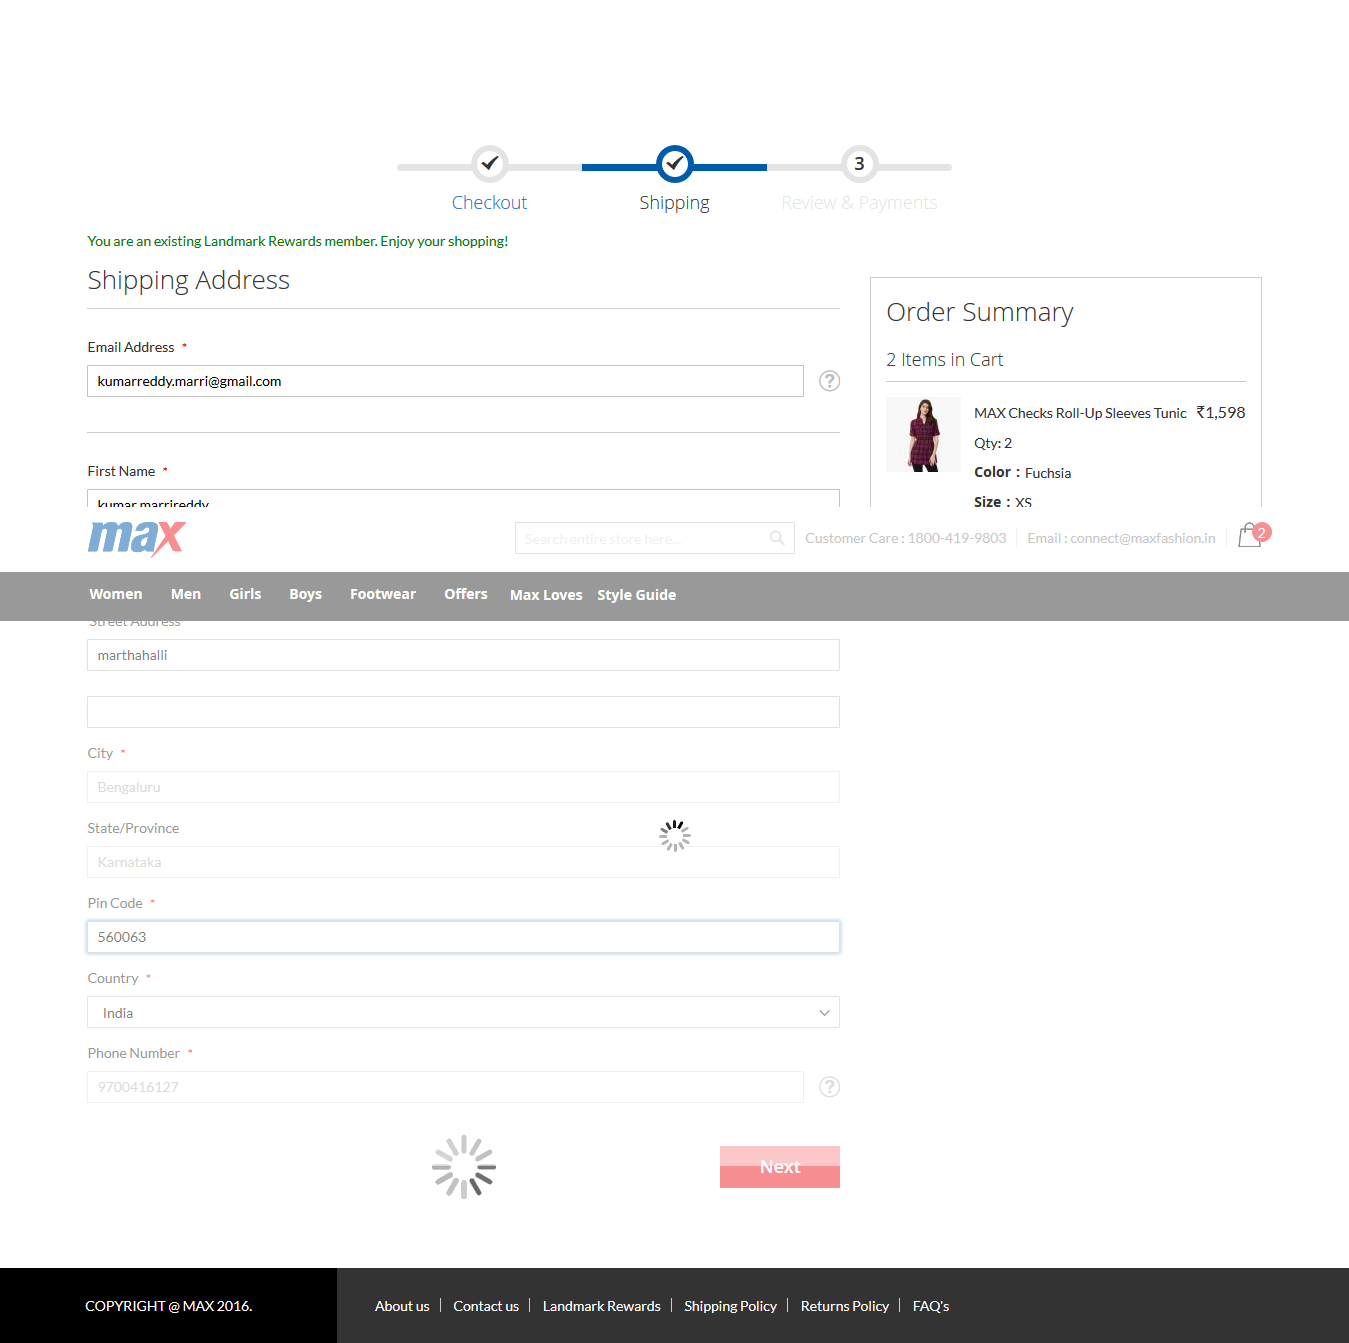 3
Checkout
Shipping
Review & Payments
You are an existing Landmark Rewards member. Enjoy your shopping!
Shipping Address
Email Address *
kumarreddy.marri@gmail.com
?
First Name *
kumar marrireddy
Order Summary
2 Items in Cart
MAX Checks Roll-Up Sleeves Tunic ₹1,598
Qty: 2
Color : Fuchsia
Size : XS
max
Search entire store here...
Customer Care : 1800-419-9803
Email : connect@maxfashion.in
2
Women Men Girls Boys Footwear Offers Max Loves Style Guide
Street Address
marthahalli
City *
Bengaluru
State/Province
Karnataka
Pin Code *
560063
Country *
India
Phone Number *
9700416127
?
Next
COPYRIGHT @ MAX 2016.
About us | Contact us | Landmark Rewards | Shipping Policy | Returns Policy | FAQ's